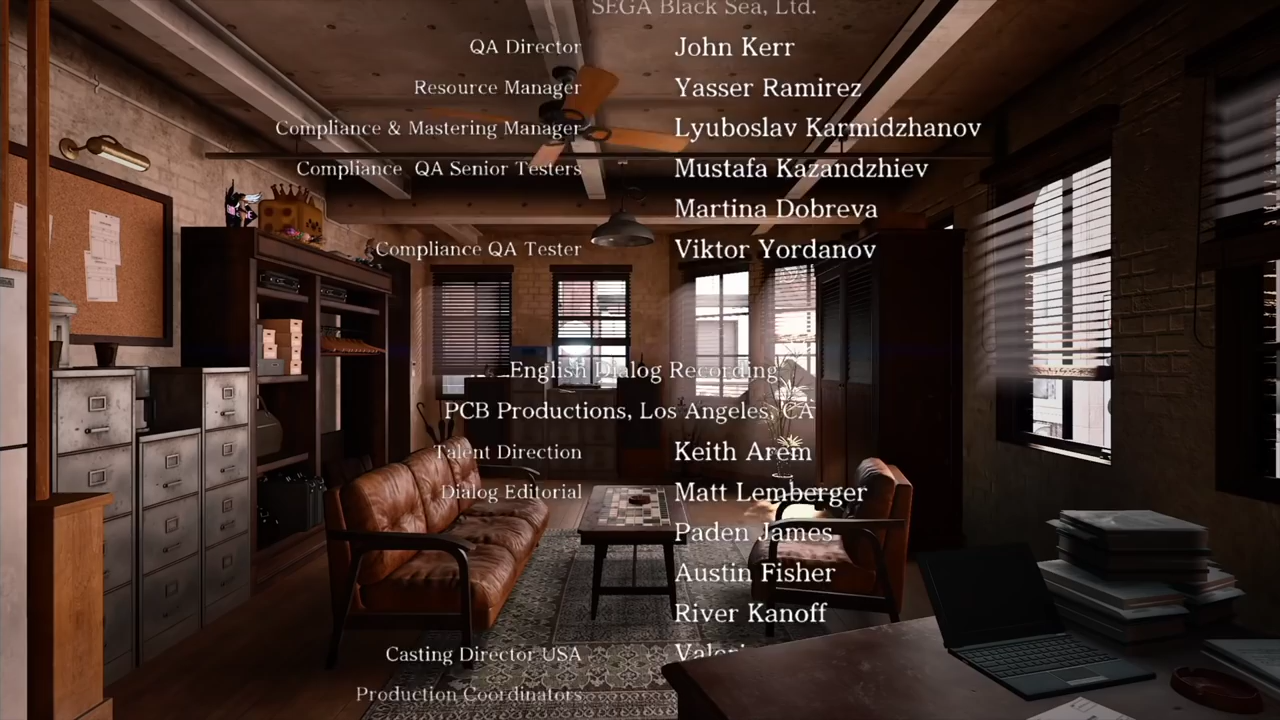 SEGA Black Sea, Ltd.
QA Director John Kerr
Resource Manager Yasser Ramirez
Compliance & Mastering Manager Lyuboslav Karmidzhanov
Compliance QA Senior Testers Mustafa Kazandzhiev
Martina Dobreva
Compliance QA Tester Viktor Yordanov
English Dialog Recording
PCB Productions, Los Angeles, CA
Talent Direction Keith Arem
Dialog Editorial Matt Lemberger
Paden James
Austin Fisher
River Kanoff
Casting Director USA
Production Coordinators